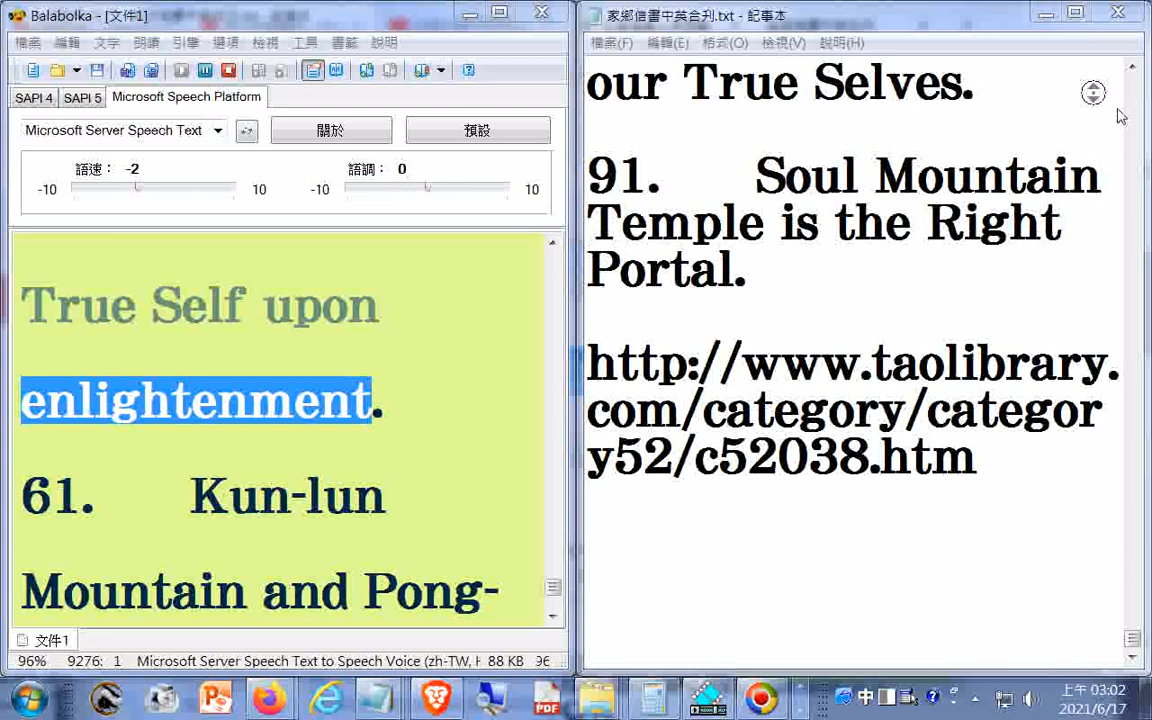 Balabolka - [文件1]
檔案 編輯 文字 朗讀 引擎 選項 檢視 工具 書籤 說明
SAPI 4 SAPI 5 Microsoft Speech Platform
Microsoft Server Speech Text 關於 預設
語速： -2 語調： 0
-10 10 -10 10
True Self upon
enlightenment.
61. Kun-lun
Mountain and Pong-
文件1
96% 9276: 1 Microsoft Server Speech Text to Speech Voice (zh-TW, H 88 KB 96
家鄉信書中英合刋.txt - 記事本
檔案(F) 編輯(E) 格式(O) 檢視(V) 說明(H)
our True Selves.
91. Soul Mountain
Temple is the Right
Portal.
http://www.taolibrary.
com/category/categor
y52/c52038.htm
中
上午 03:02
2021/6/17